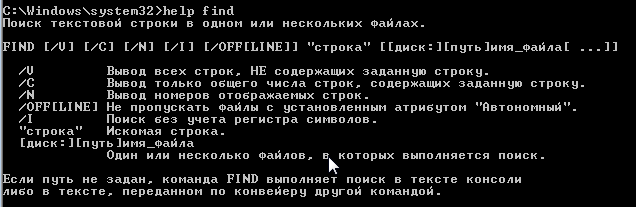 C:\Windows\system32>help find
Поиск текстовой строки в одном или нескольких файлах.
FIND [/V] [/C] [/N] [/I] [/OFF[LINE]] "строка" [[диск:][путь]имя_файла[ ...]]
/V Вывод всех строк, НЕ содержащих заданную строку.
/C Вывод только общего числа строк, содержащих заданную строку.
/N Вывод номеров отображаемых строк.
/OFF[LINE] Не пропускать файлы с установленным атрибутом "Автономный".
/I Поиск без учета регистра символов.
"строка" Искомая строка.
[диск:][путь]имя_файла
Один или несколько файлов, в которых выполняется поиск.
Если путь не задан, команда FIND выполняет поиск в тексте консоли
либо в тексте, переданном по конвейеру другой командой.